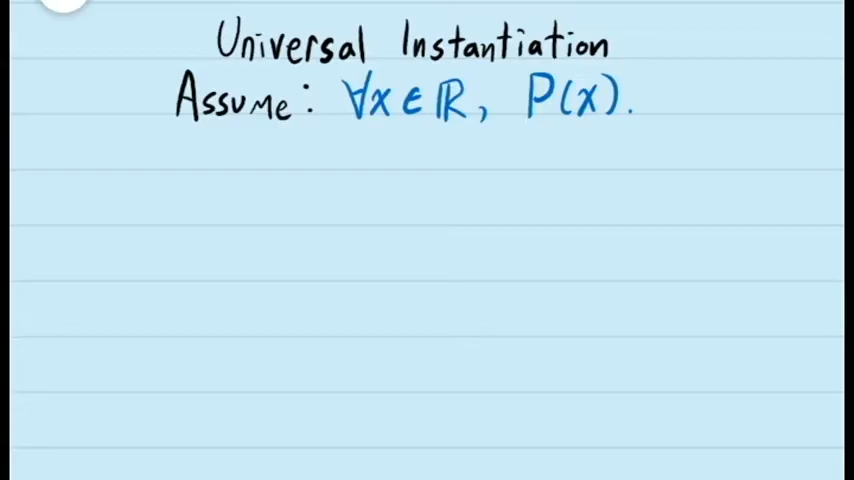 Universal Instantiation
Assume: ∀x ∈ ℝ, P(x).